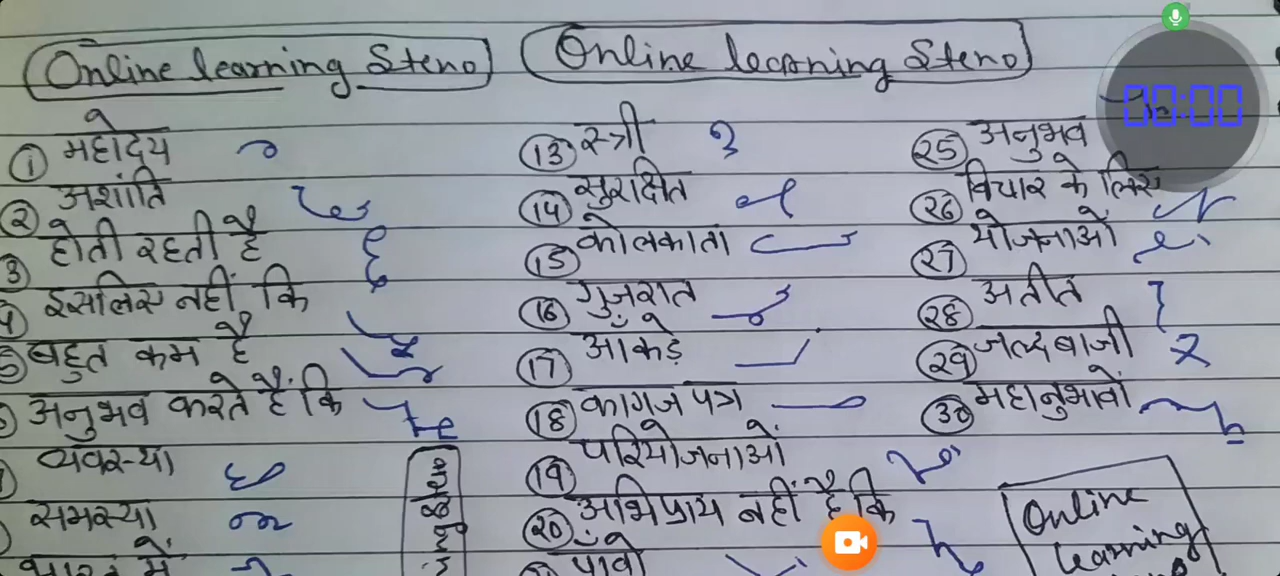 Online learning Steno
① महोदय
② अशांति
③ होती रहती है
④ इसलिए नहीं कि
⑤ बहुत कम है
अनुभव करते हैं कि
व्यवस्था
समस्या
भारत में
Online learning Steno
⑬ स्त्री
⑭ सुरक्षित
⑮ कोलकाता
⑯ गुजरात
⑰ आँकड़े
⑱ कागज पत्र
⑲ परियोजनाओं
⑳ अभिप्राय नहीं है कि
00:00
㉕ अनुभव
㉖ विचार के लिए
㉗ योजनाओं
㉘ अतीत
㉙ जल्दबाजी
㉚ महानुभावों
Online
learning